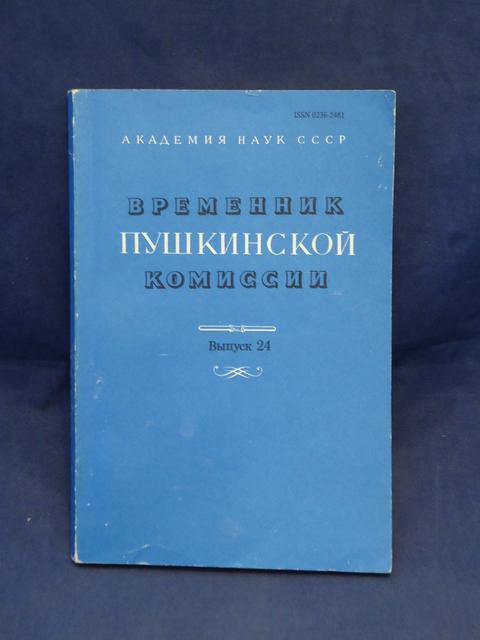 ISSN 0236-2481
АКАДЕМИЯ НАУК СССР
ВРЕМЕННИК
ПУШКИНСКОЙ
КОМИССИИ
Выпуск 24